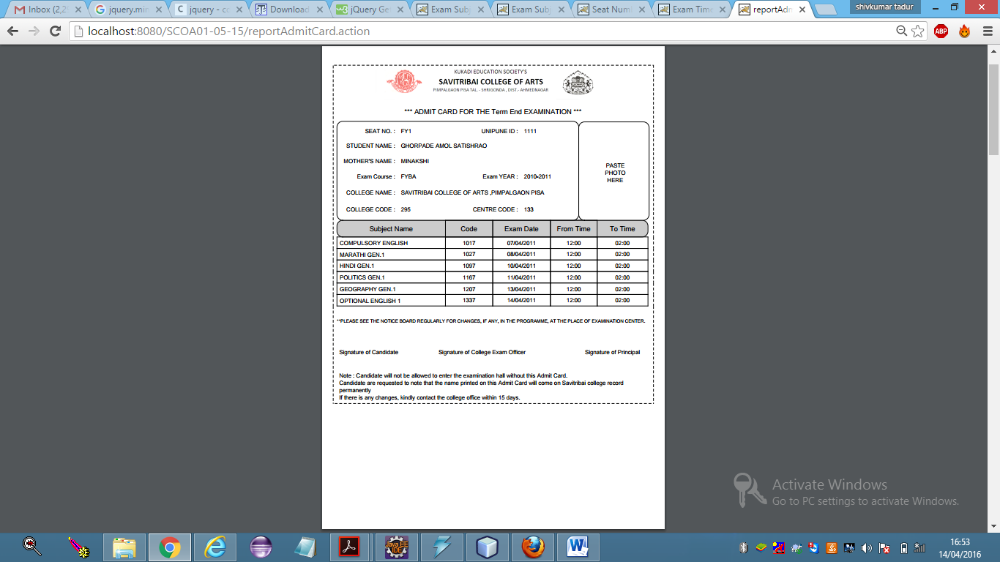 Inbox (2,25
jquery.min
jquery - co
Download
jQuery Ge
Exam Subj
Exam Subj
Seat Num
Exam Time
reportAdm
shivkumar tadur
localhost:8080/SCOA01-05-15/reportAdmitCard.action
ABP
KUKADI EDUCATION SOCIETY'S
SAVITRIBAI COLLEGE OF ARTS
PIMPALGAON PISA TAL. - SHRIGONDA , DIST.- AHMEDNAGAR
*** ADMIT CARD FOR THE Term End EXAMINATION ***
SEAT NO. : FY1 UNIPUNE ID : 1111
STUDENT NAME : GHORPADE AMOL SATISHRAO
MOTHER'S NAME : MINAKSHI
Exam Course : FYBA Exam YEAR : 2010-2011
COLLEGE NAME : SAVITRIBAI COLLEGE OF ARTS ,PIMPALGAON PISA
COLLEGE CODE : 295 CENTRE CODE : 133
PASTE
PHOTO
HERE
Subject Name Code Exam Date From Time To Time
COMPULSORY ENGLISH 1017 07/04/2011 12:00 02:00
MARATHI GEN.1 1027 08/04/2011 12:00 02:00
HINDI GEN.1 1097 10/04/2011 12:00 02:00
POLITICS GEN.1 1167 11/04/2011 12:00 02:00
GEOGRAPHY GEN.1 1207 13/04/2011 12:00 02:00
OPTIONAL ENGLISH 1 1337 14/04/2011 12:00 02:00
**PLEASE SEE THE NOTICE BOARD REGULARLY FOR CHANGES, IF ANY, IN THE PROGRAMME, AT THE PLACE OF EXAMINATION CENTER.
Signature of Candidate Signature of College Exam Officer Signature of Principal
Note : Candidate will not be allowed to enter the examination hall without this Admit Card.
Candidate are requested to note that the name printed on this Admit Card will come on Savitribai college record
permanently
If there is any changes, kindly contact the college office within 15 days.
Activate Windows
Go to PC settings to activate Windows.
Java EE
IDE
16:53
14/04/2016